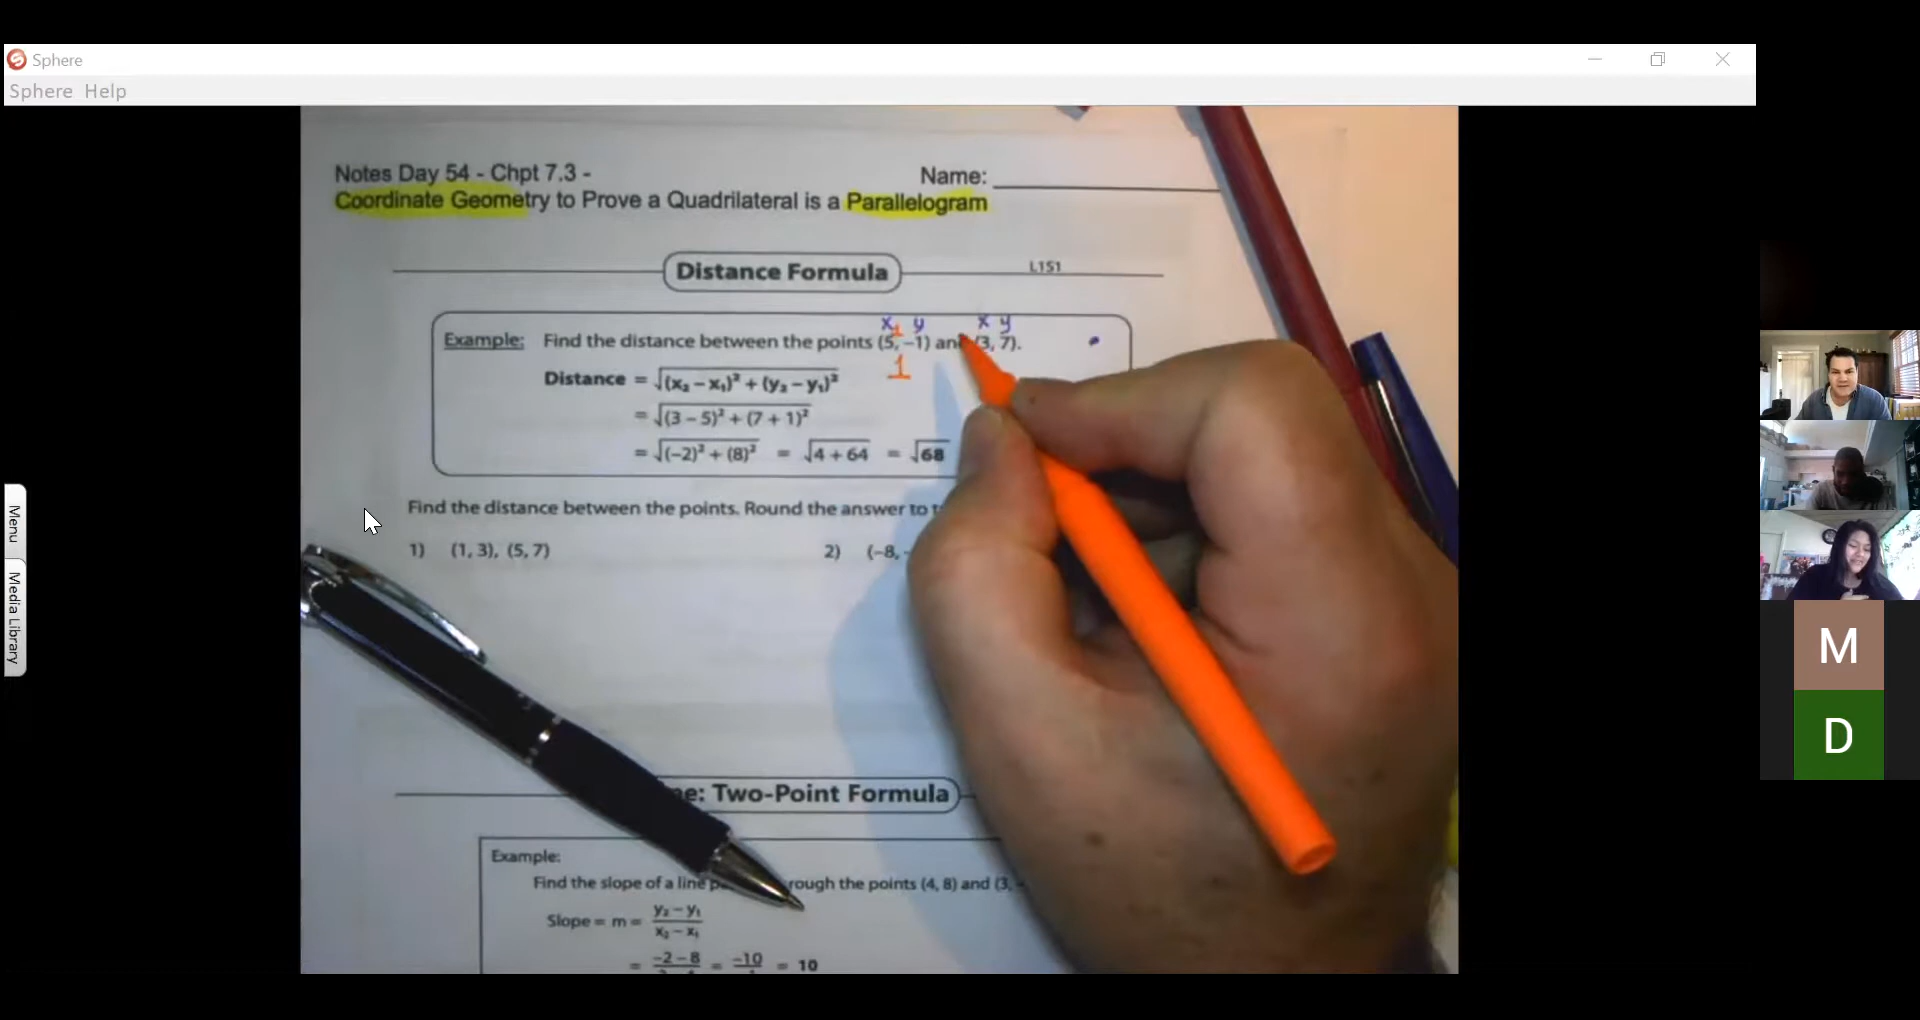 Sphere
Sphere Help
Notes Day 54 - Chpt 7.3 -
Name:
Coordinate Geometry to Prove a Quadrilateral is a Parallelogram
Distance Formula
L1S1
x₁ y x y
Example: Find the distance between the points (5, −1) and (3, 7).
1
Distance = √(x₂ − x₁)² + (y₂ − y₁)²
= √(3 − 5)² + (7 + 1)²
= √(−2)² + (8)² = √4 + 64 = √68
Find the distance between the points. Round the answer to
1) (1, 3), (5, 7) 2) (−8,
Two-Point Formula
Example:
Find the slope of a line rough the points (4, 8) and (3,
Slope = m = y₂ − y₁
x₂ − x₁
= −2 − 8 = −10 = 10
Menu
Media Library
M
D